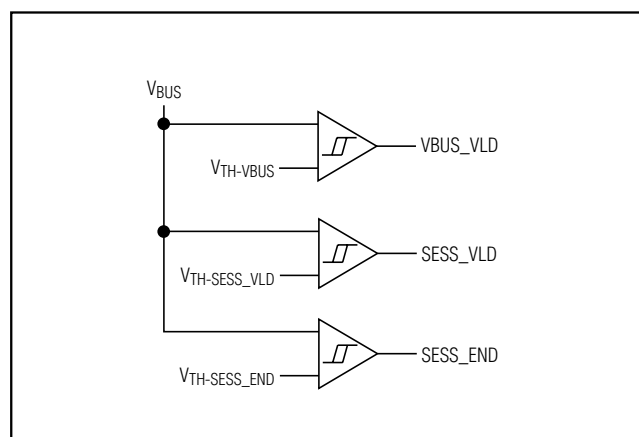 VBUS
VBUS_VLD
VTH-VBUS
SESS_VLD
VTH-SESS_VLD
SESS_END
VTH-SESS_END